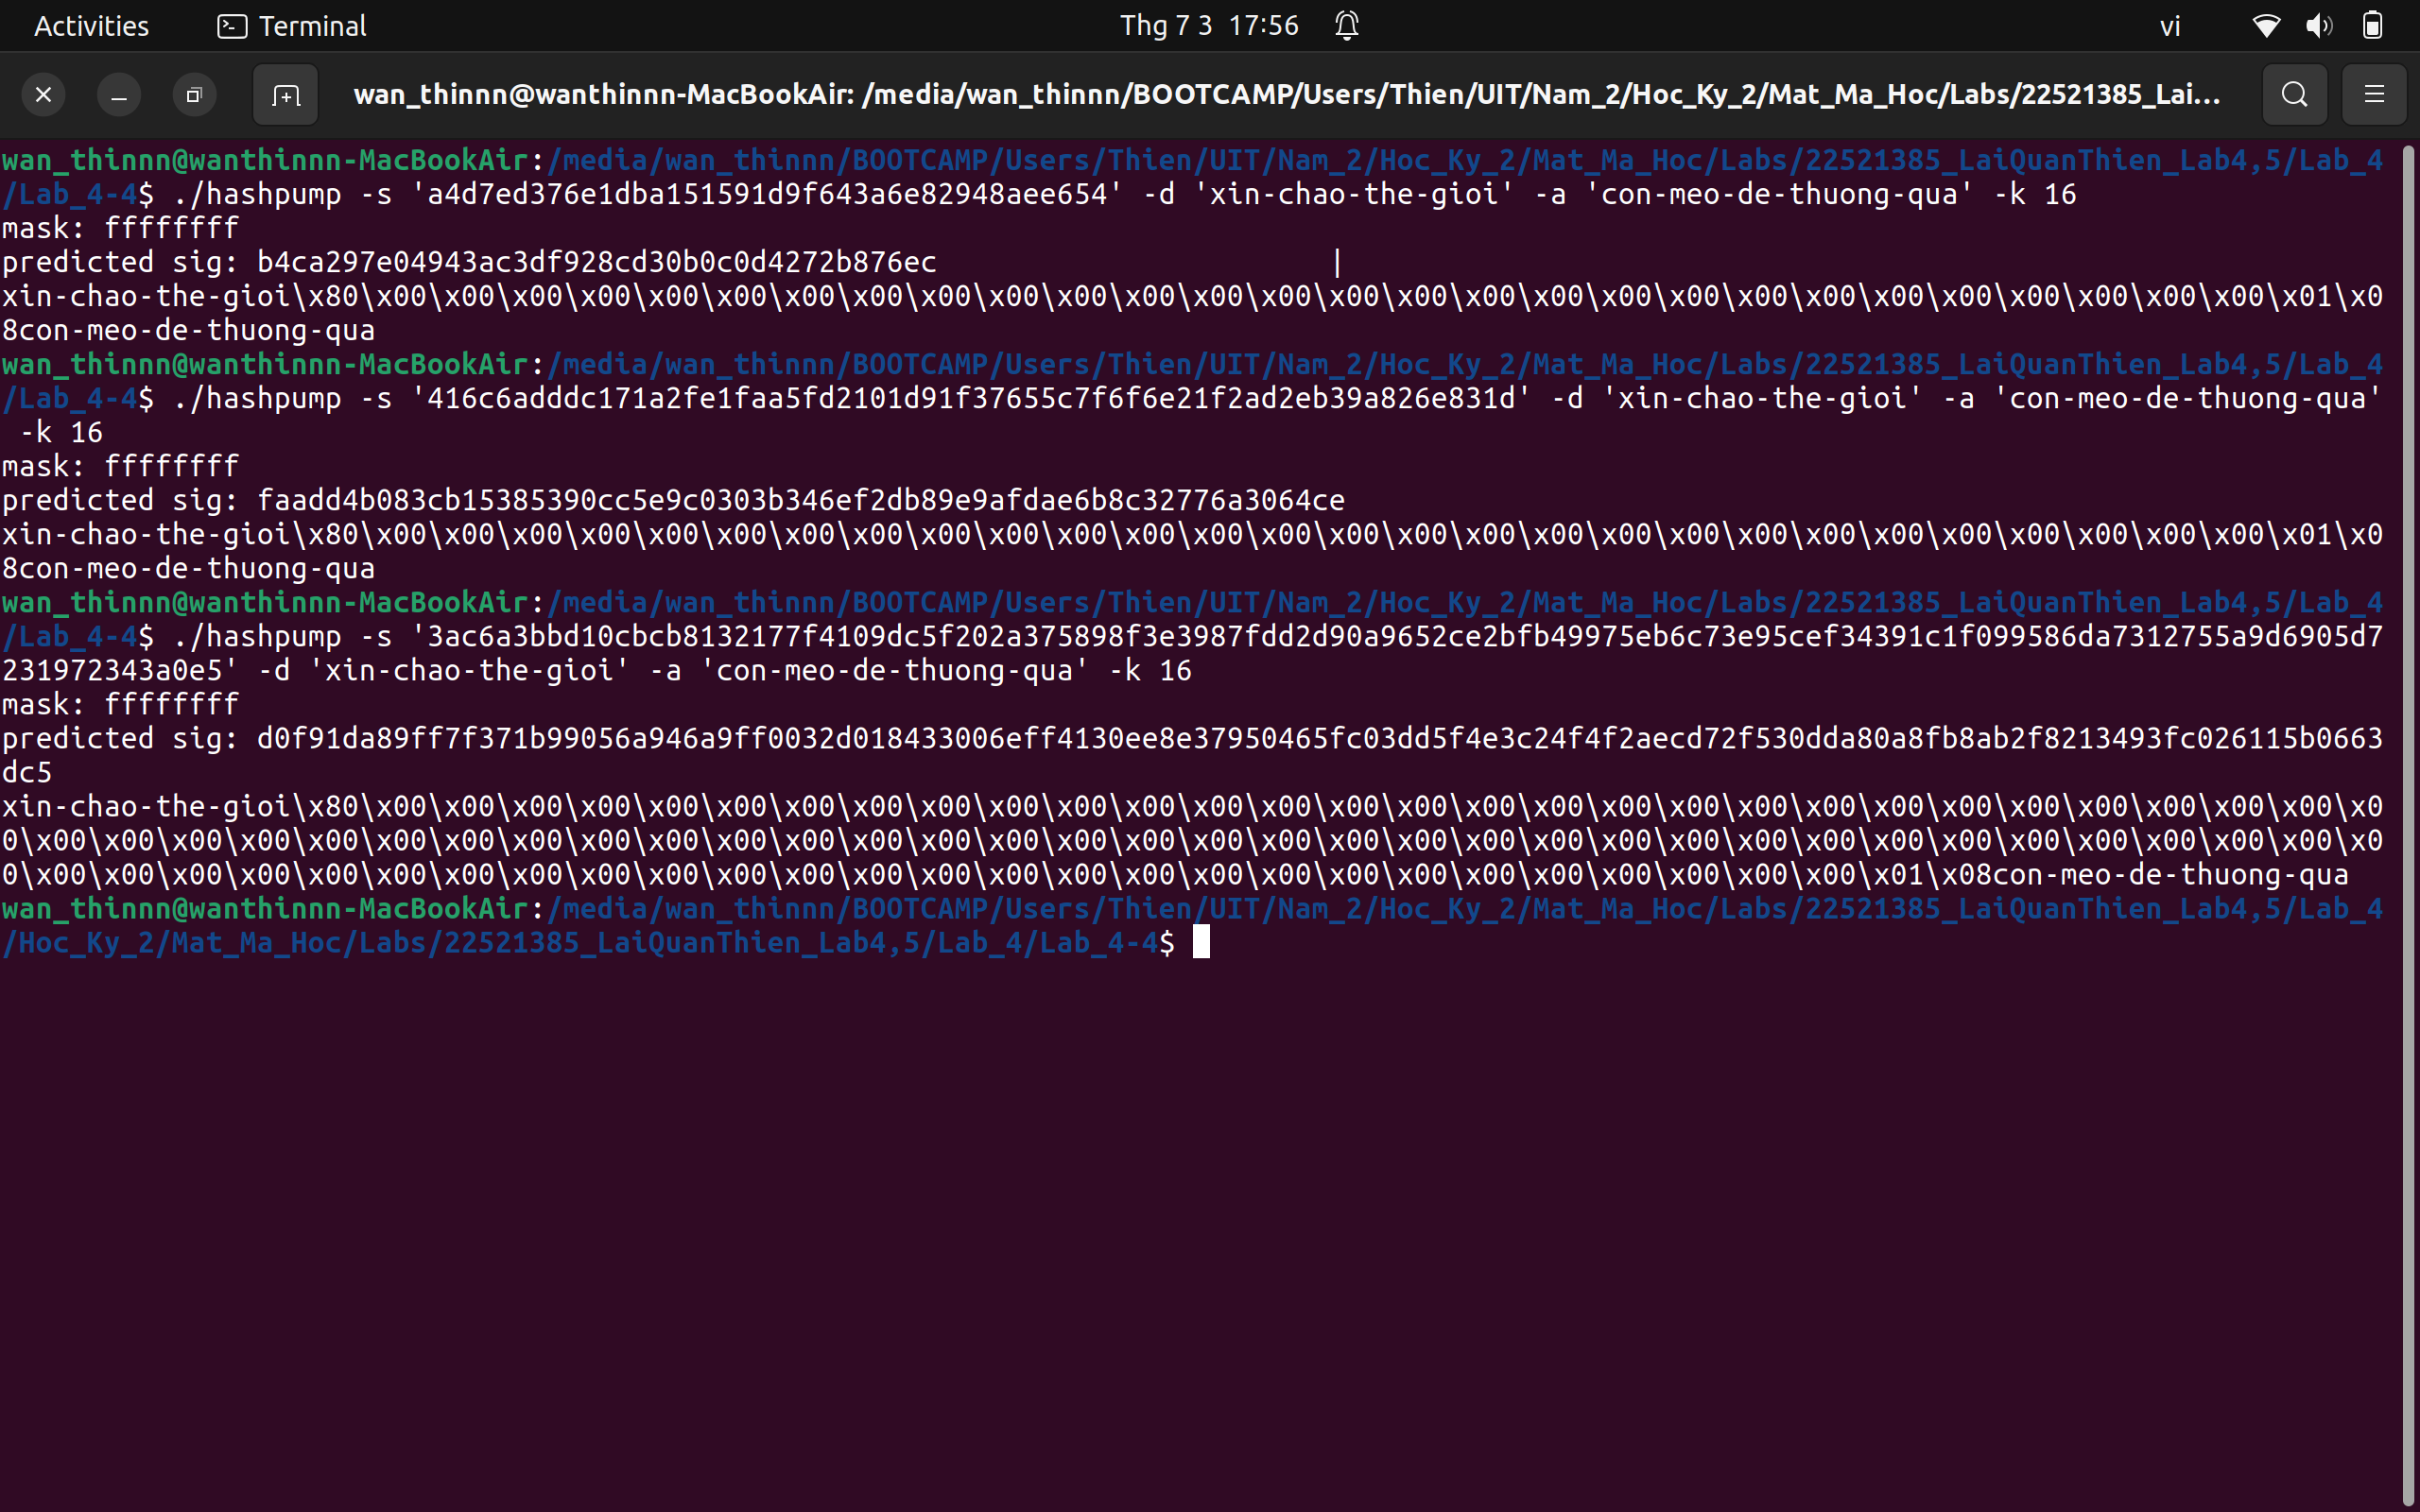 Activities Terminal Thg 7 3 17:56 vi
wan_thinnn@wanthinnn-MacBookAir: /media/wan_thinnn/BOOTCAMP/Users/Thien/UIT/Nam_2/Hoc_Ky_2/Mat_Ma_Hoc/Labs/22521385_Lai...
wan_thinnn@wanthinnn-MacBookAir:/media/wan_thinnn/BOOTCAMP/Users/Thien/UIT/Nam_2/Hoc_Ky_2/Mat_Ma_Hoc/Labs/22521385_LaiQuanThien_Lab4,5/Lab_4
/Lab_4-4$ ./hashpump -s 'a4d7ed376e1dba151591d9f643a6e82948aee654' -d 'xin-chao-the-gioi' -a 'con-meo-de-thuong-qua' -k 16
mask: ffffffff
predicted sig: b4ca297e04943ac3df928cd30b0c0d4272b876ec
xin-chao-the-gioi\x80\x00\x00\x00\x00\x00\x00\x00\x00\x00\x00\x00\x00\x00\x00\x00\x00\x00\x00\x00\x00\x00\x00\x00\x00\x00\x00\x00\x00\x01\x0
8con-meo-de-thuong-qua
wan_thinnn@wanthinnn-MacBookAir:/media/wan_thinnn/BOOTCAMP/Users/Thien/UIT/Nam_2/Hoc_Ky_2/Mat_Ma_Hoc/Labs/22521385_LaiQuanThien_Lab4,5/Lab_4
/Lab_4-4$ ./hashpump -s '416c6adddc171a2fe1faa5fd2101d91f37655c7f6f6e21f2ad2eb39a826e831d' -d 'xin-chao-the-gioi' -a 'con-meo-de-thuong-qua'
-k 16
mask: ffffffff
predicted sig: faadd4b083cb15385390cc5e9c0303b346ef2db89e9afdae6b8c32776a3064ce
xin-chao-the-gioi\x80\x00\x00\x00\x00\x00\x00\x00\x00\x00\x00\x00\x00\x00\x00\x00\x00\x00\x00\x00\x00\x00\x00\x00\x00\x00\x00\x00\x00\x01\x0
8con-meo-de-thuong-qua
wan_thinnn@wanthinnn-MacBookAir:/media/wan_thinnn/BOOTCAMP/Users/Thien/UIT/Nam_2/Hoc_Ky_2/Mat_Ma_Hoc/Labs/22521385_LaiQuanThien_Lab4,5/Lab_4
/Lab_4-4$ ./hashpump -s '3ac6a3bbd10cbcb8132177f4109dc5f202a375898f3e3987fdd2d90a9652ce2bfb49975eb6c73e95cef34391c1f099586da7312755a9d6905d7
231972343a0e5' -d 'xin-chao-the-gioi' -a 'con-meo-de-thuong-qua' -k 16
mask: ffffffff
predicted sig: d0f91da89ff7f371b99056a946a9ff0032d018433006eff4130ee8e37950465fc03dd5f4e3c24f4f2aecd72f530dda80a8fb8ab2f8213493fc026115b0663
dc5
xin-chao-the-gioi\x80\x00\x00\x00\x00\x00\x00\x00\x00\x00\x00\x00\x00\x00\x00\x00\x00\x00\x00\x00\x00\x00\x00\x00\x00\x00\x00\x00\x00\x00\x0
0\x00\x00\x00\x00\x00\x00\x00\x00\x00\x00\x00\x00\x00\x00\x00\x00\x00\x00\x00\x00\x00\x00\x00\x00\x00\x00\x00\x00\x00\x00\x00\x00\x00\x00\x0
0\x00\x00\x00\x00\x00\x00\x00\x00\x00\x00\x00\x00\x00\x00\x00\x00\x00\x00\x00\x00\x00\x00\x00\x00\x00\x00\x00\x01\x08con-meo-de-thuong-qua
wan_thinnn@wanthinnn-MacBookAir:/media/wan_thinnn/BOOTCAMP/Users/Thien/UIT/Nam_2/Hoc_Ky_2/Mat_Ma_Hoc/Labs/22521385_LaiQuanThien_Lab4,5/Lab_4
/Hoc_Ky_2/Mat_Ma_Hoc/Labs/22521385_LaiQuanThien_Lab4,5/Lab_4/Lab_4-4$